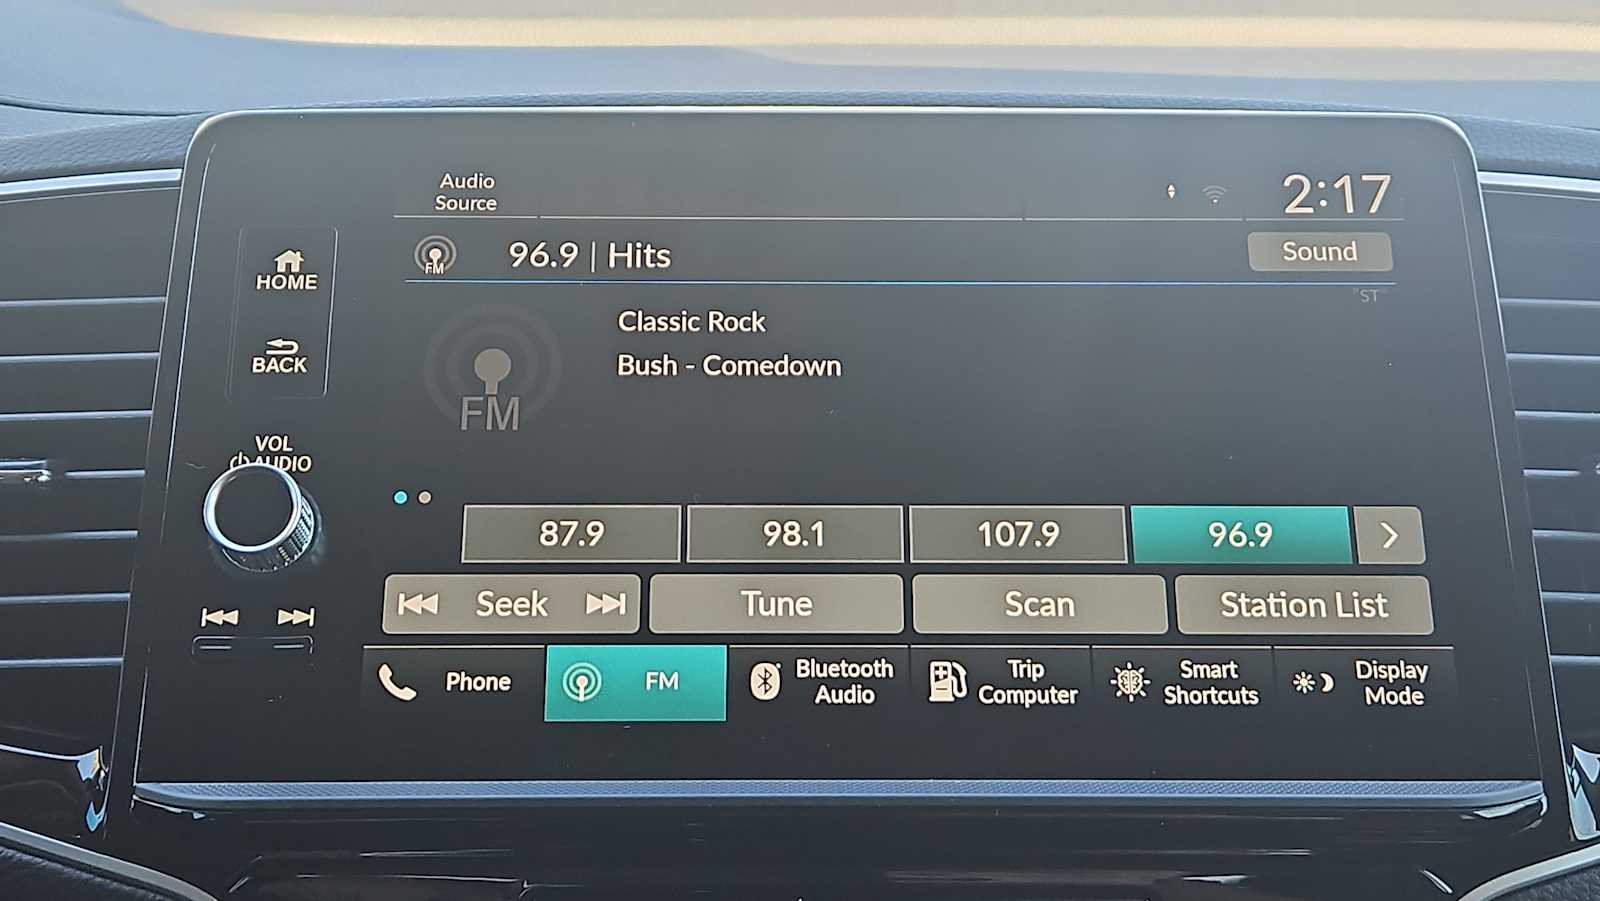 Audio
Source
2:17
FM
96.9 | Hits
Sound
HOME
"ST"
Classic Rock
BACK
Bush - Comedown
FM
VOL
AUDIO
87.9
98.1
107.9
96.9
Seek
Tune
Scan
Station List
Phone
FM
Bluetooth
Audio
Trip
Computer
Smart
Shortcuts
Display
Mode